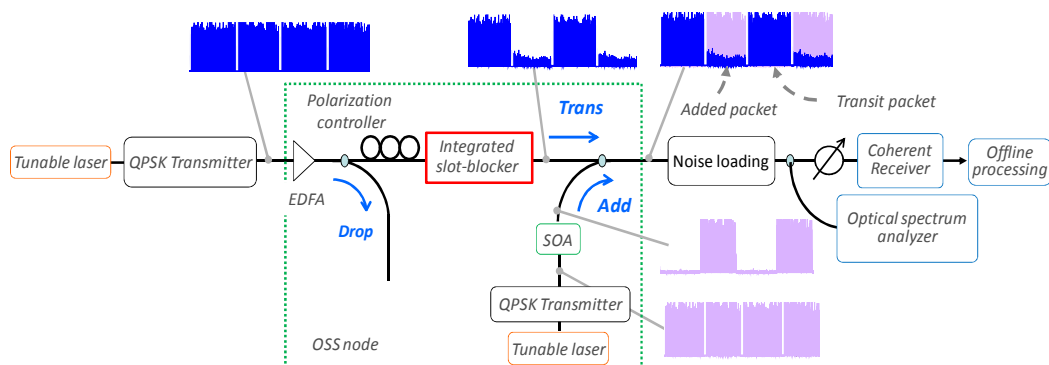 Polarization
controller
Trans
Added packet
Transit packet
Tunable laser
QPSK Transmitter
EDFA
Integrated
slot-blocker
Noise loading
Coherent
Receiver
Offline
processing
Drop
Add
SOA
Optical spectrum
analyzer
QPSK Transmitter
OSS node
Tunable laser